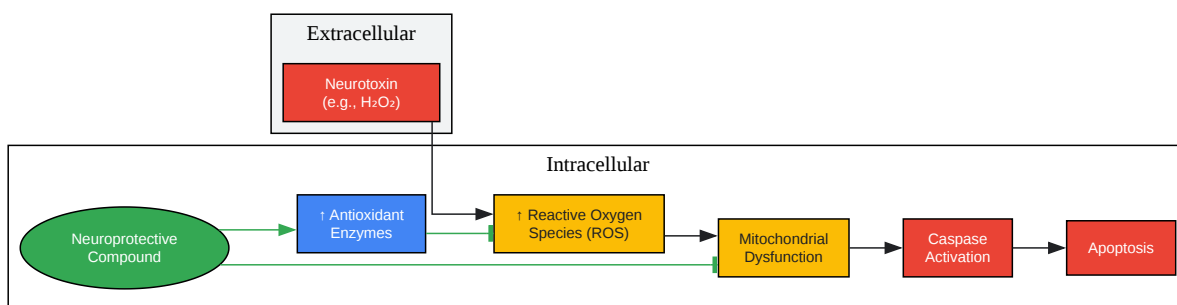 Extracellular
Neurotoxin
(e.g., H₂O₂)
Intracellular
Neuroprotective
Compound
↑ Antioxidant
Enzymes
↑ Reactive Oxygen
Species (ROS)
Mitochondrial
Dysfunction
Caspase
Activation
Apoptosis